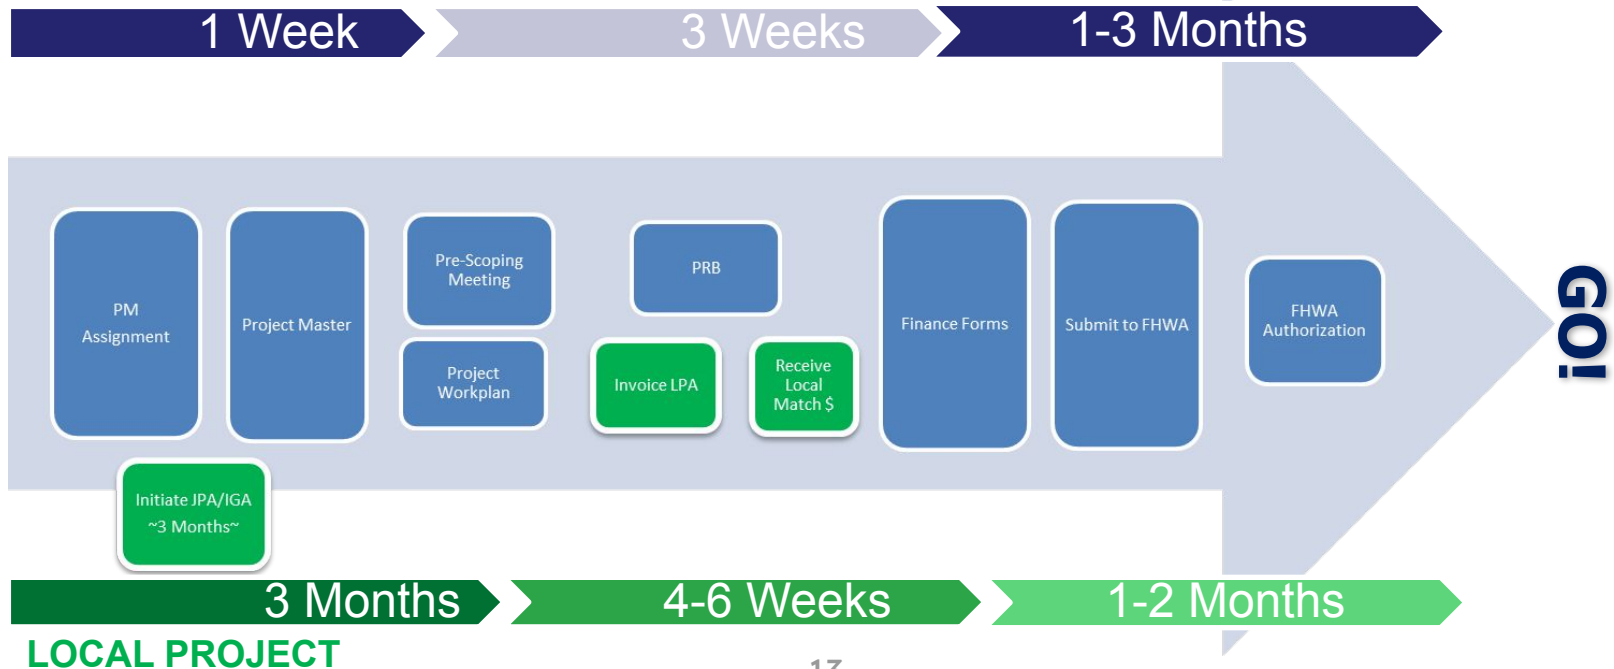 1 Week
3 Weeks
1-3 Months
PM
Assignment
Project Master
Pre-Scoping
Meeting
Project
Workplan
PRB
Invoice LPA
Receive
Local
Match $
Finance Forms
Submit to FHWA
FHWA
Authorization
GO!
Initiate JPA/IGA
~3 Months~
3 Months
4-6 Weeks
1-2 Months
LOCAL PROJECT